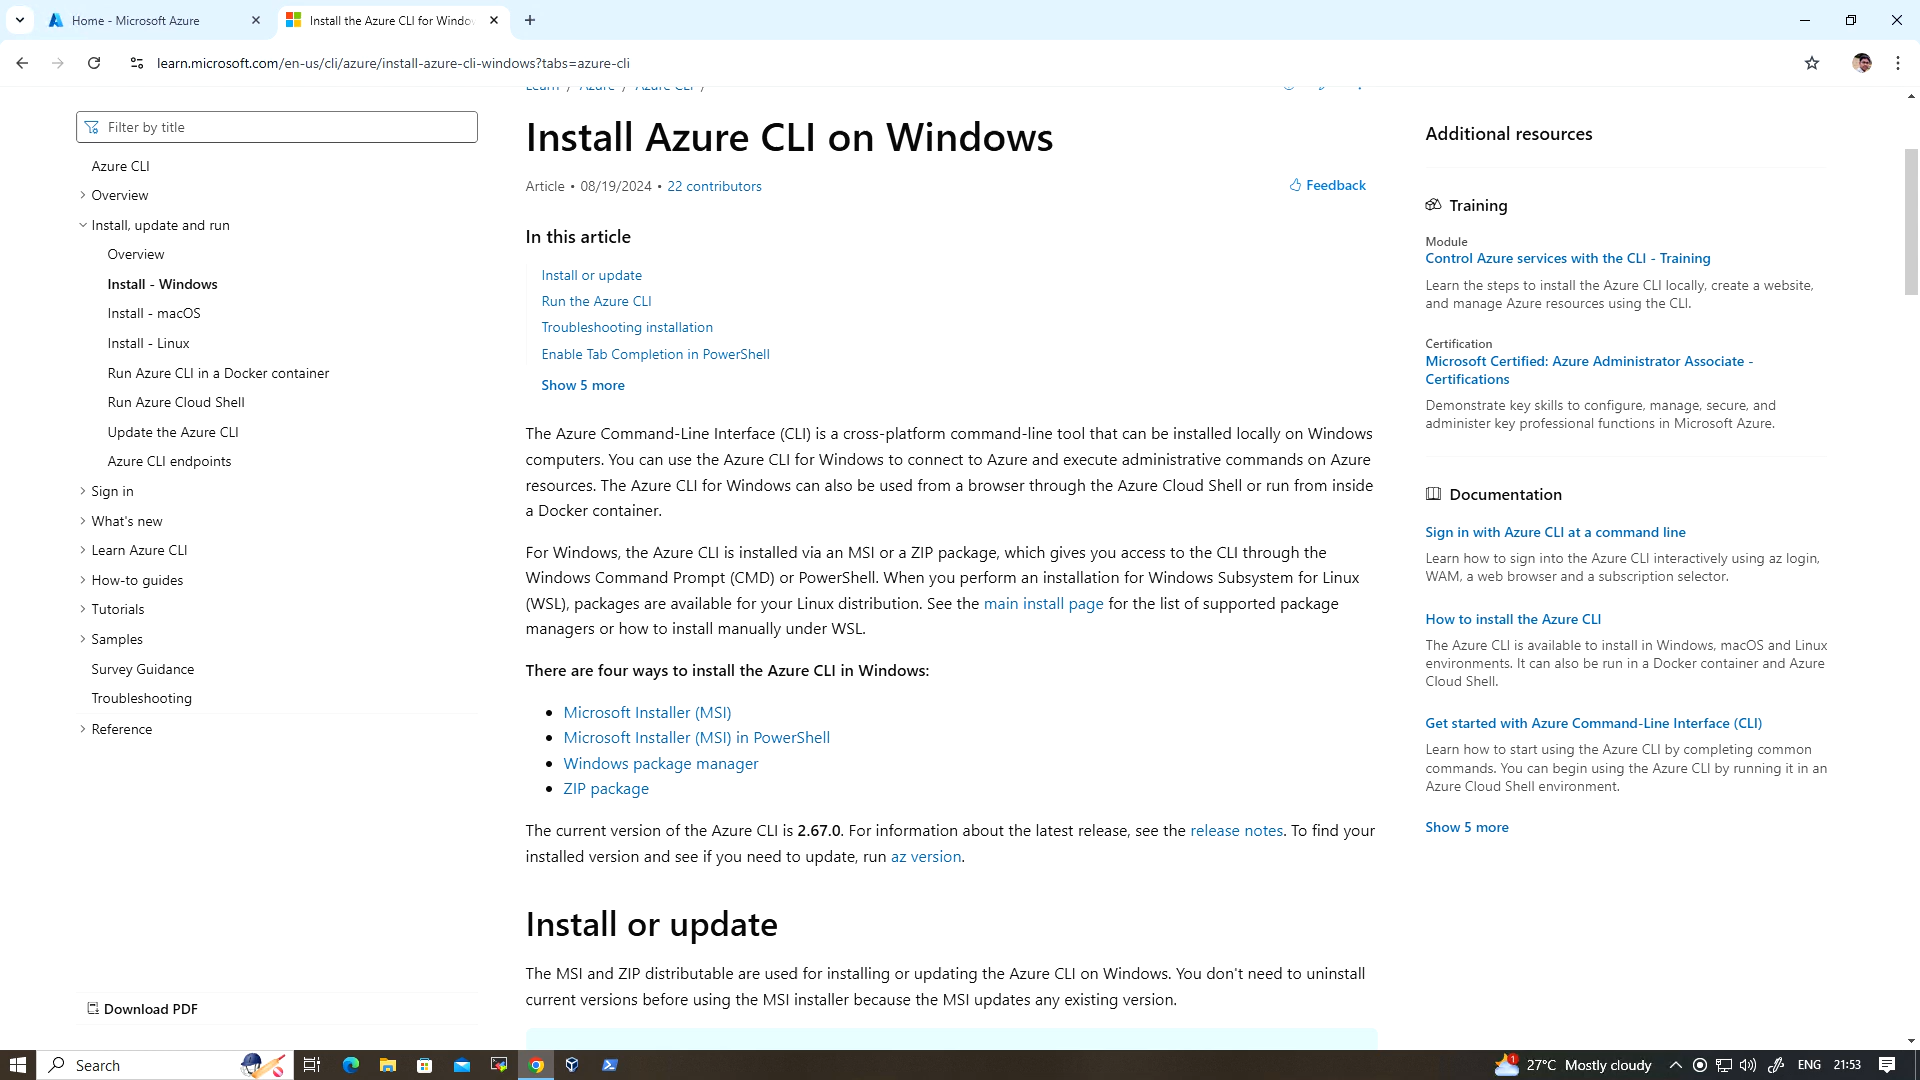 Home - Microsoft Azure
Install the Azure CLI for Windo
learn.microsoft.com/en-us/cli/azure/install-azure-cli-windows?tabs=azure-cli
Learn / Azure / Azure CLI /
Filter by title
Azure CLI
Overview
Install, update and run
Overview
Install - Windows
Install - macOS
Install - Linux
Run Azure CLI in a Docker container
Run Azure Cloud Shell
Update the Azure CLI
Azure CLI endpoints
Sign in
What's new
Learn Azure CLI
How-to guides
Tutorials
Samples
Survey Guidance
Troubleshooting
Reference
Download PDF
Install Azure CLI on Windows
Article • 08/19/2024 • 22 contributors
Feedback
In this article
Install or update
Run the Azure CLI
Troubleshooting installation
Enable Tab Completion in PowerShell
Show 5 more
The Azure Command-Line Interface (CLI) is a cross-platform command-line tool that can be installed locally on Windows
computers. You can use the Azure CLI for Windows to connect to Azure and execute administrative commands on Azure
resources. The Azure CLI for Windows can also be used from a browser through the Azure Cloud Shell or run from inside
a Docker container.
For Windows, the Azure CLI is installed via an MSI or a ZIP package, which gives you access to the CLI through the
Windows Command Prompt (CMD) or PowerShell. When you perform an installation for Windows Subsystem for Linux
(WSL), packages are available for your Linux distribution. See the main install page for the list of supported package
managers or how to install manually under WSL.
There are four ways to install the Azure CLI in Windows:
• Microsoft Installer (MSI)
• Microsoft Installer (MSI) in PowerShell
• Windows package manager
• ZIP package
The current version of the Azure CLI is 2.67.0. For information about the latest release, see the release notes. To find your
installed version and see if you need to update, run az version.
Install or update
The MSI and ZIP distributable are used for installing or updating the Azure CLI on Windows. You don't need to uninstall
current versions before using the MSI installer because the MSI updates any existing version.
Additional resources
Training
Module
Control Azure services with the CLI - Training
Learn the steps to install the Azure CLI locally, create a website,
and manage Azure resources using the CLI.
Certification
Microsoft Certified: Azure Administrator Associate -
Certifications
Demonstrate key skills to configure, manage, secure, and
administer key professional functions in Microsoft Azure.
Documentation
Sign in with Azure CLI at a command line
Learn how to sign into the Azure CLI interactively using az login,
WAM, a web browser and a subscription selector.
How to install the Azure CLI
The Azure CLI is available to install in Windows, macOS and Linux
environments. It can also be run in a Docker container and Azure
Cloud Shell.
Get started with Azure Command-Line Interface (CLI)
Learn how to start using the Azure CLI by completing common
commands. You can begin using the Azure CLI by running it in an
Azure Cloud Shell environment.
Show 5 more
Search
1
27°C Mostly cloudy
ENG
21:53